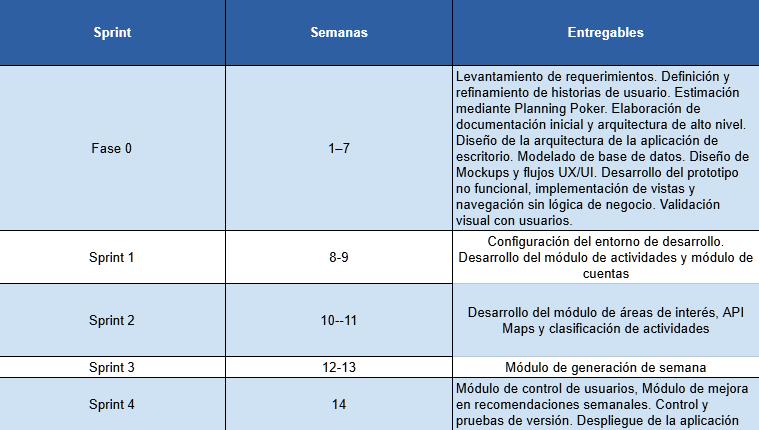 Sprint Semanas Entregables
Fase 0
1–7
Levantamiento de requerimientos. Definición y
refinamiento de historias de usuario. Estimación
mediante Planning Poker. Elaboración de
documentación inicial y arquitectura de alto nivel.
Diseño de la arquitectura de la aplicación de
escritorio. Modelado de base de datos. Diseño de
Mockups y flujos UX/UI. Desarrollo del prototipo
no funcional, implementación de vistas y
navegación sin lógica de negocio. Validación
visual con usuarios.
Sprint 1
8-9
Configuración del entorno de desarrollo.
Desarrollo del módulo de actividades y módulo de
cuentas
Sprint 2
10--11
Desarrollo del módulo de áreas de interés, API
Maps y clasificación de actividades
Sprint 3
12-13
Módulo de generación de semana
Sprint 4
14
Módulo de control de usuarios, Módulo de mejora
en recomendaciones semanales. Control y
pruebas de versión. Despliegue de la aplicación